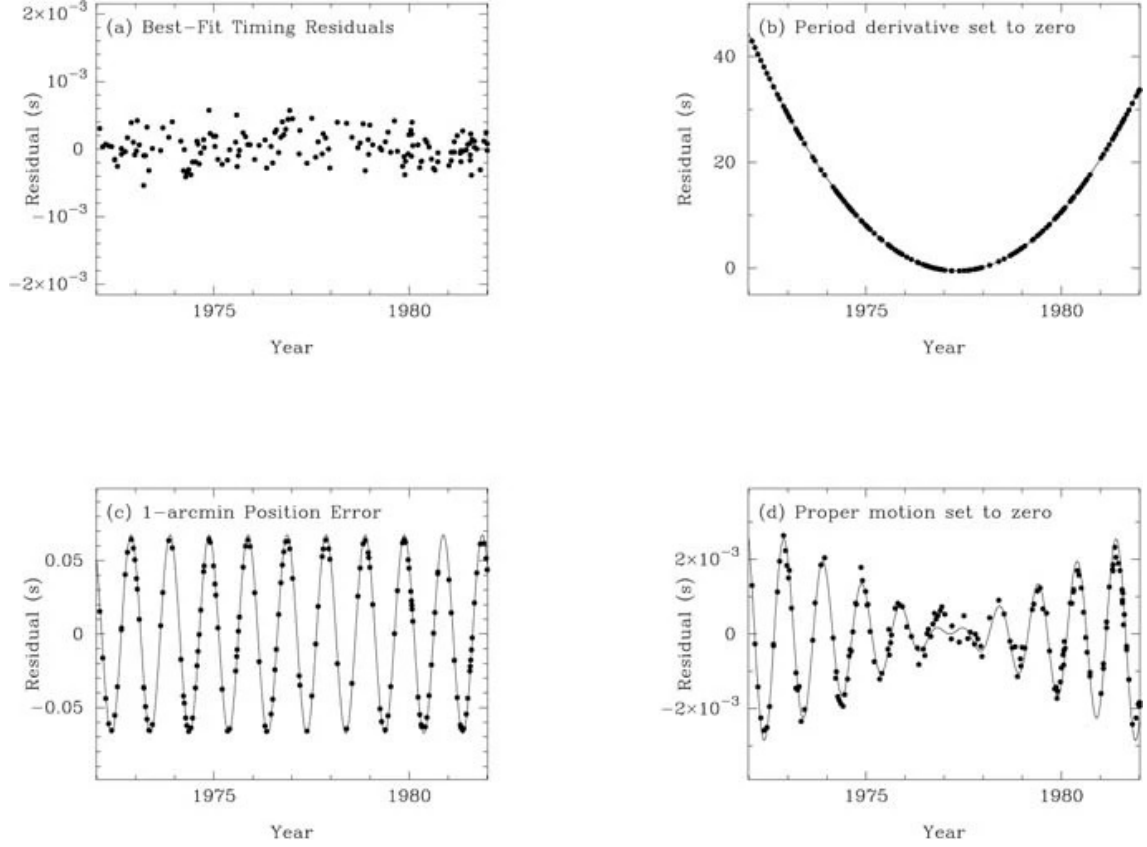 (a) Best-Fit Timing Residuals
2×10⁻³
10⁻³
0
−10⁻³
−2×10⁻³
Residual (s)
1975 1980
Year
(b) Period derivative set to zero
40
20
0
Residual (s)
1975 1980
Year
(c) 1-arcmin Position Error
0.05
0
−0.05
Residual (s)
1975 1980
Year
(d) Proper motion set to zero
2×10⁻³
0
−2×10⁻³
Residual (s)
1975 1980
Year